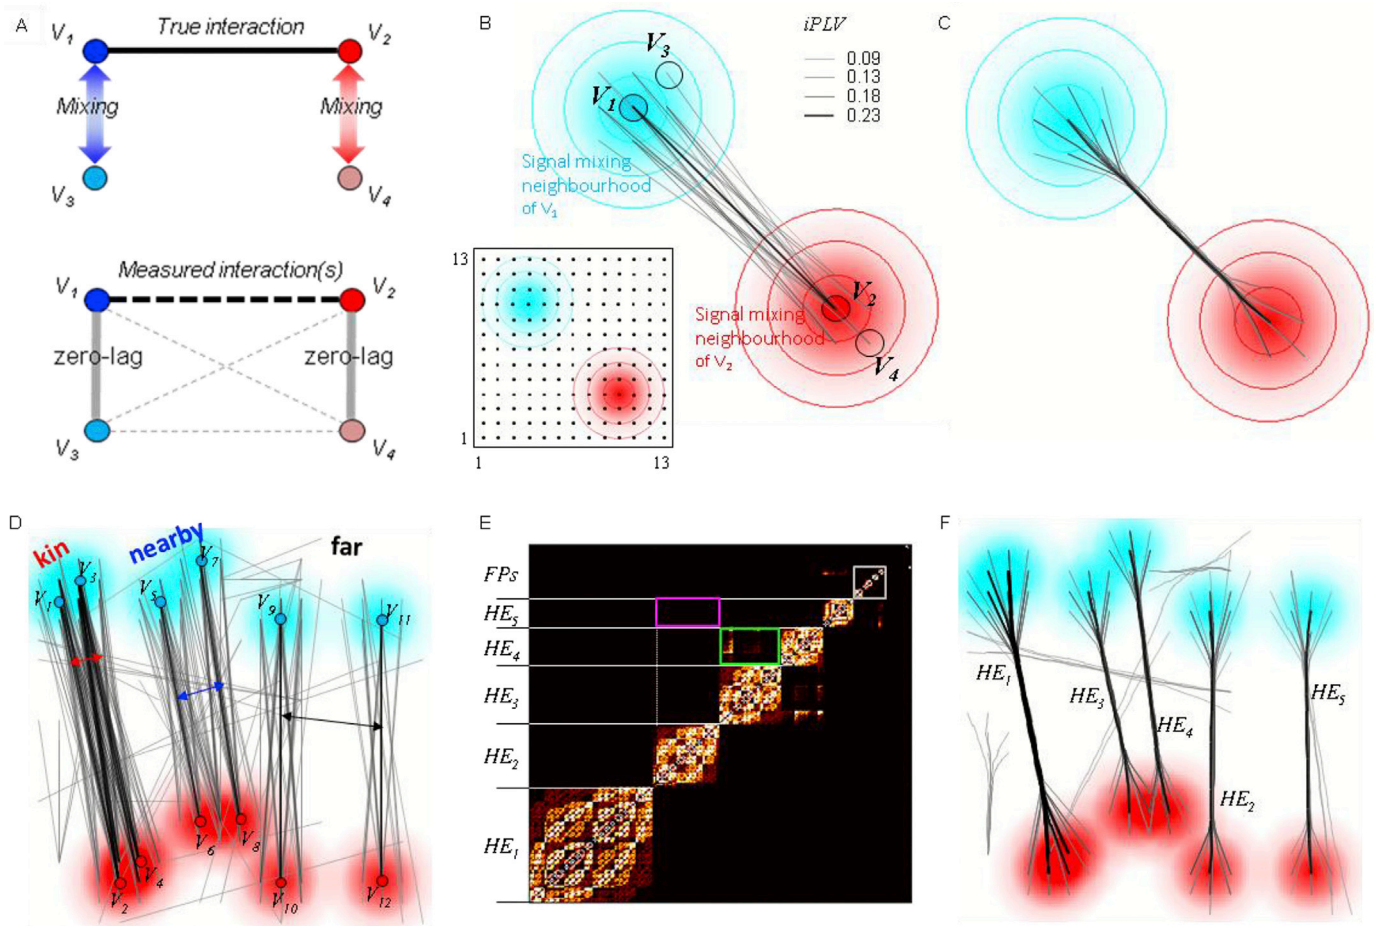 A
V1
True interaction
V2
Mixing
Mixing
V3
V4
V1
Measured interaction(s)
V2
zero-lag
zero-lag
V3
V4
B
iPLV
0.09
0.13
0.18
0.23
V3
V1
Signal mixing
neighbourhood
of V1
V2
Signal mixing
neighbourhood
of V2
V4
13
1
1
13
C
D
kin
nearby
far
V1
V3
V5
V7
V9
V11
V2
V4
V6
V8
V10
V12
E
FPs
HE5
HE4
HE3
HE2
HE1
F
HE1
HE3
HE4
HE2
HE5